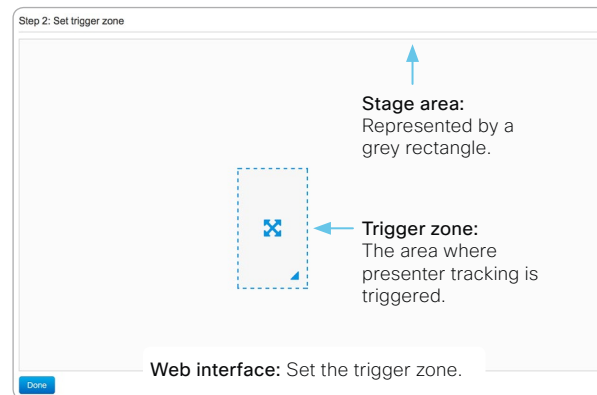 Step 2: Set trigger zone
Stage area:
Represented by a
grey rectangle.
Trigger zone:
The area where
presenter tracking is
triggered.
Web interface: Set the trigger zone.
Done